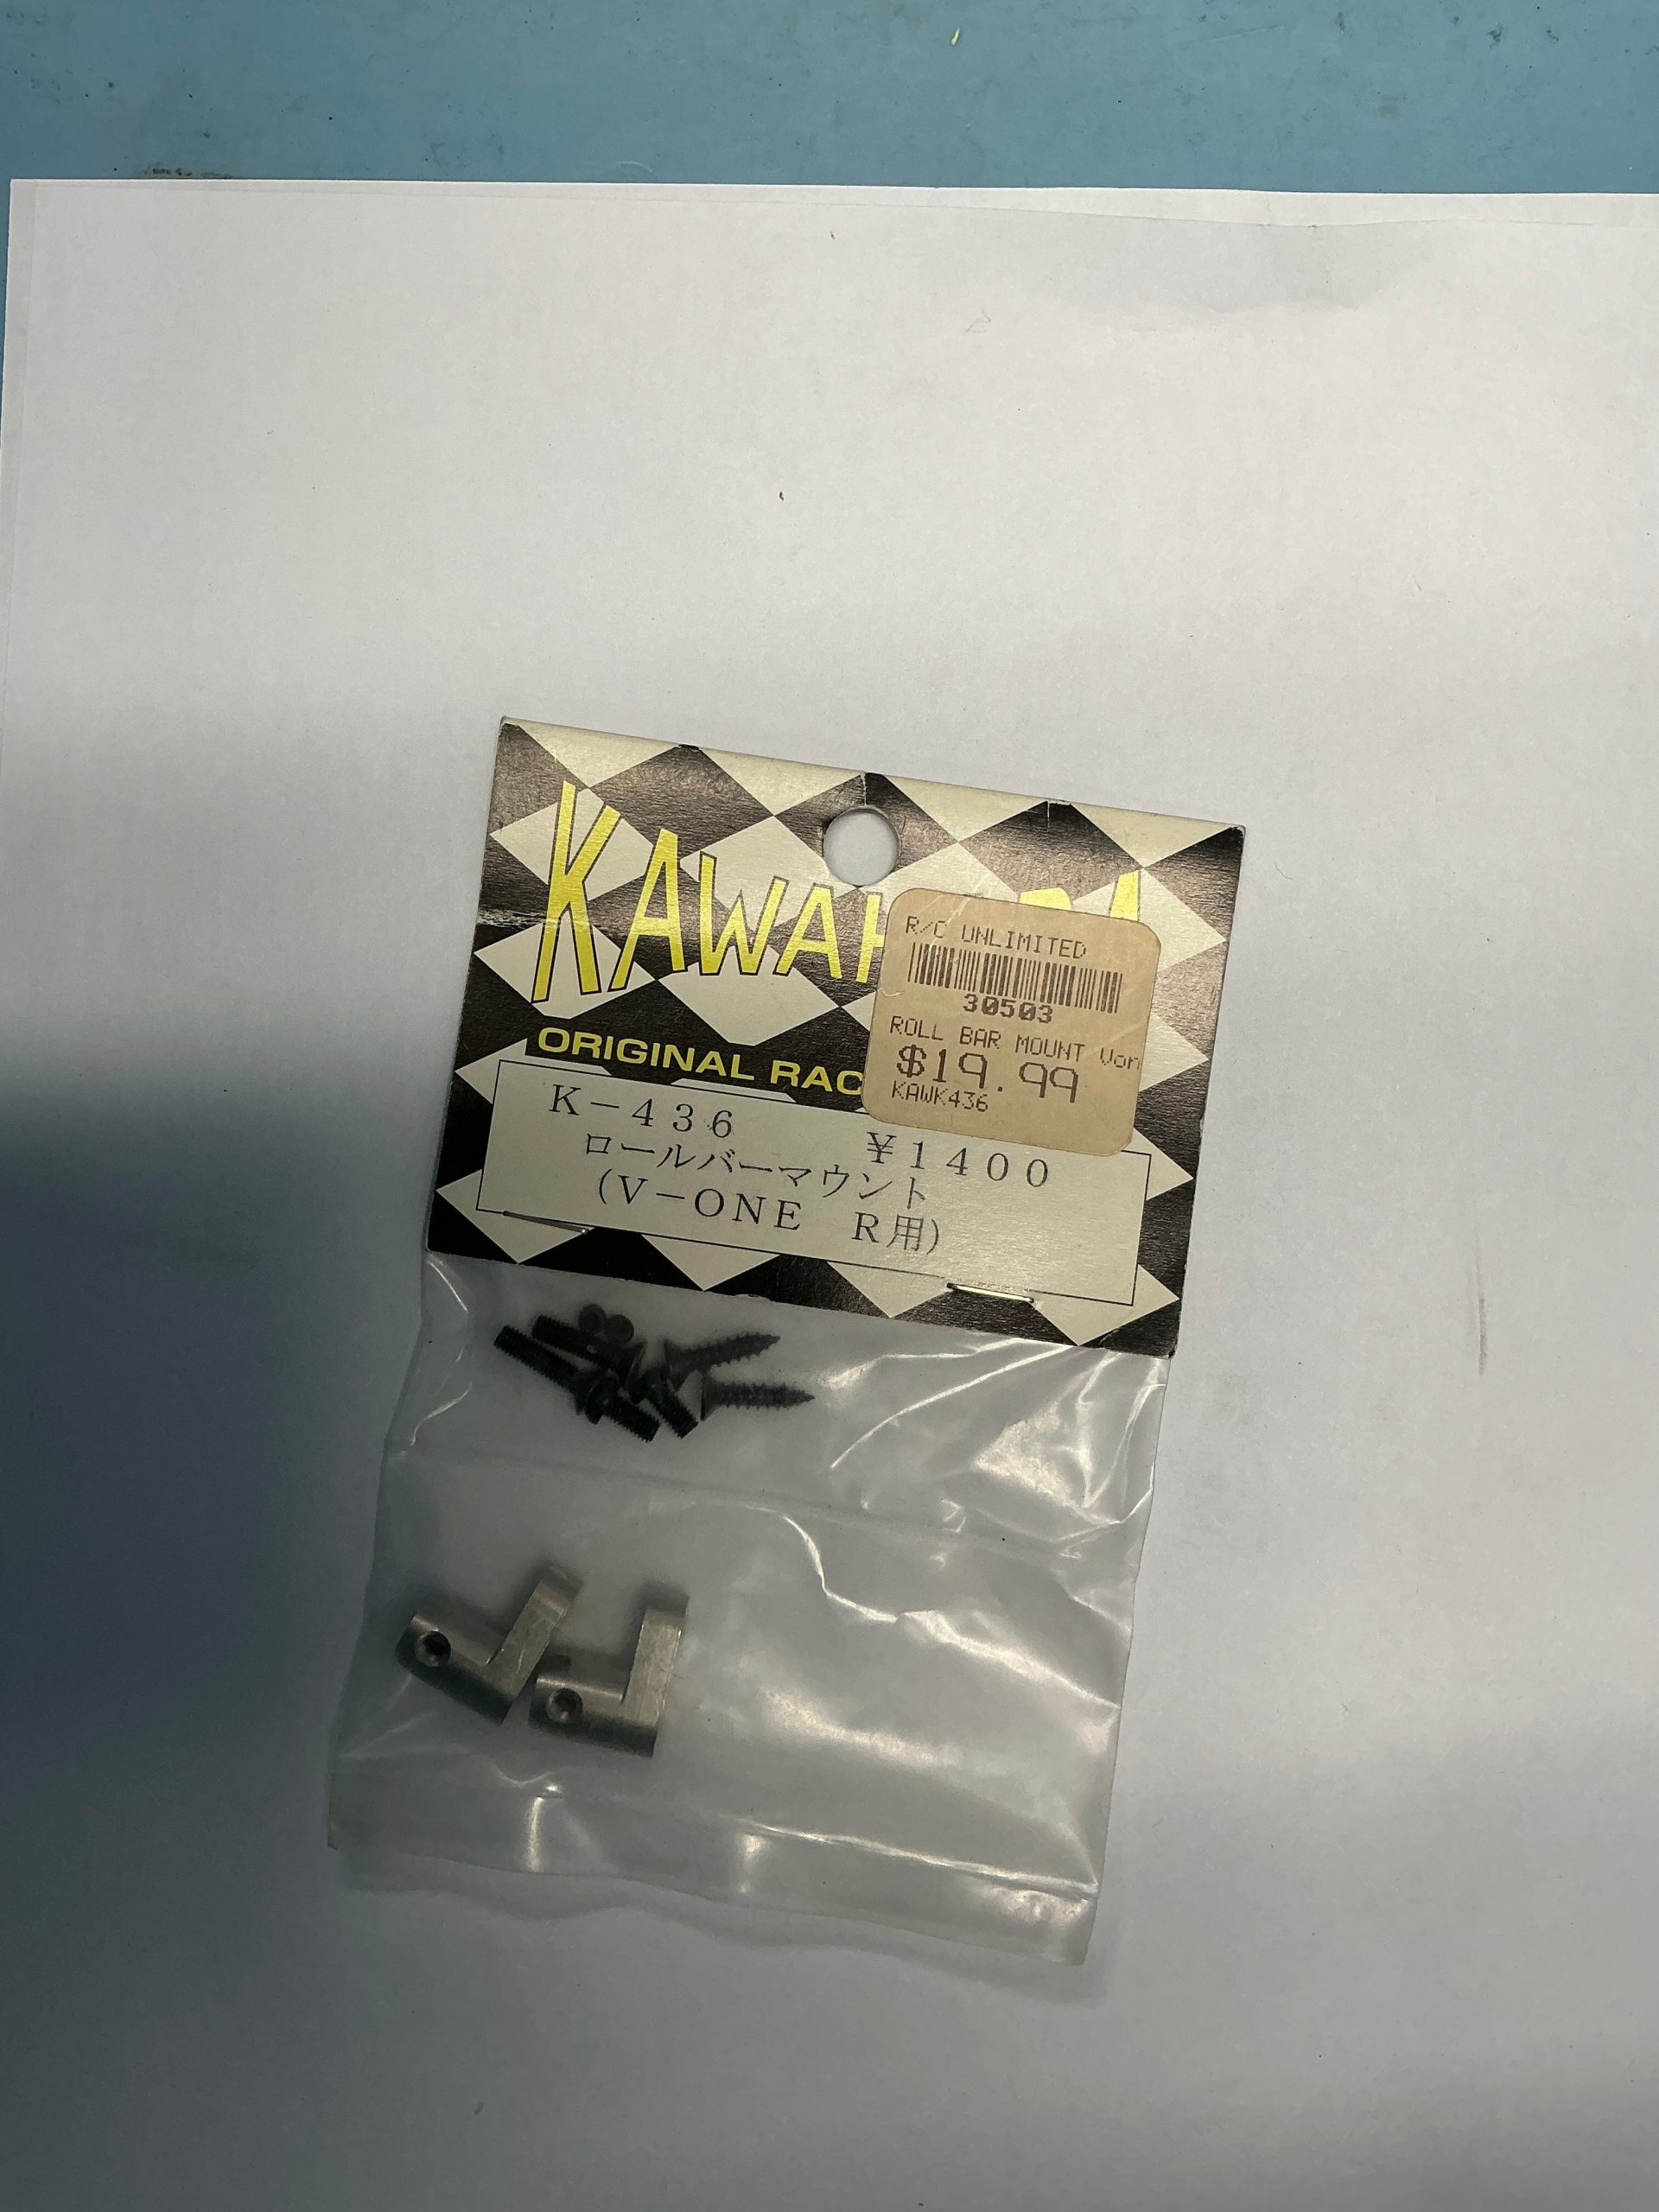 KAWAH
R/C UNLIMITED
30503
ROLL BAR MOUNT Von
$19.99
KAWK436
ORIGINAL RAC
K-436 ¥1400
ロールバーマウント
(V-ONE R用)